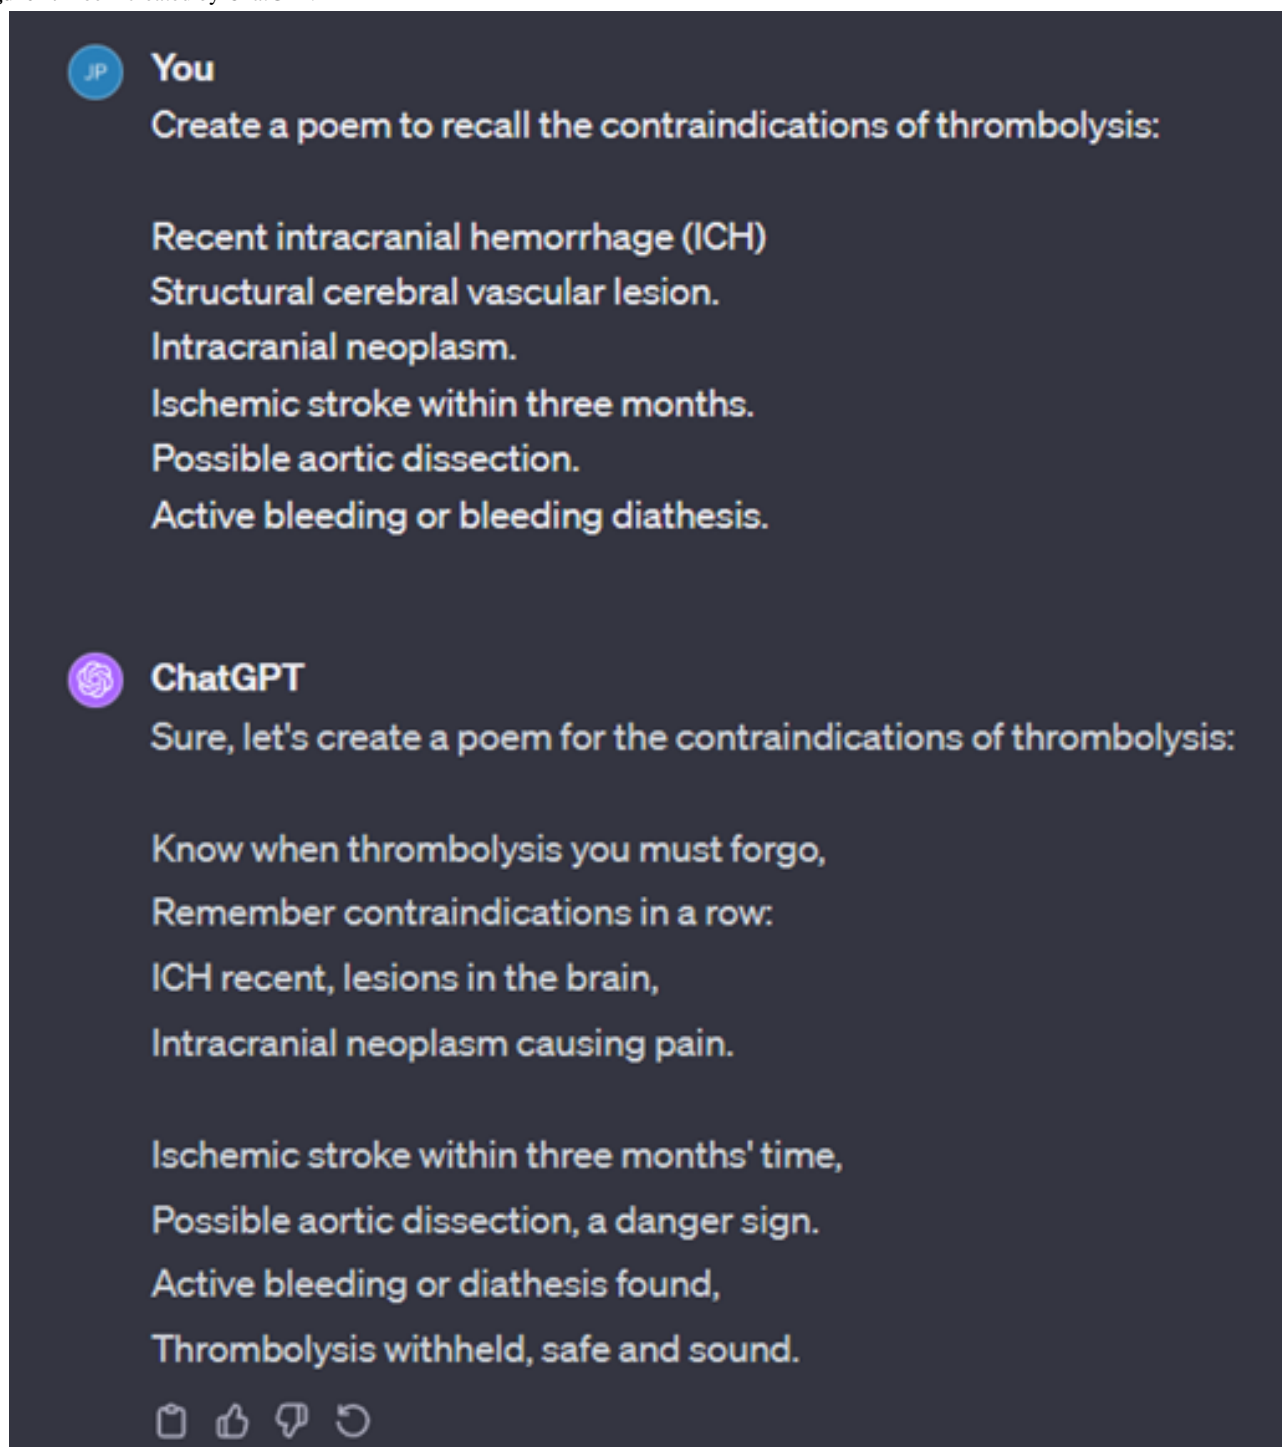 JP
You
Create a poem to recall the contraindications of thrombolysis:
Recent intracranial hemorrhage (ICH)
Structural cerebral vascular lesion.
Intracranial neoplasm.
Ischemic stroke within three months.
Possible aortic dissection.
Active bleeding or bleeding diathesis.
ChatGPT
Sure, let's create a poem for the contraindications of thrombolysis:
Know when thrombolysis you must forgo,
Remember contraindications in a row:
ICH recent, lesions in the brain,
Intracranial neoplasm causing pain.
Ischemic stroke within three months' time,
Possible aortic dissection, a danger sign.
Active bleeding or diathesis found,
Thrombolysis withheld, safe and sound.